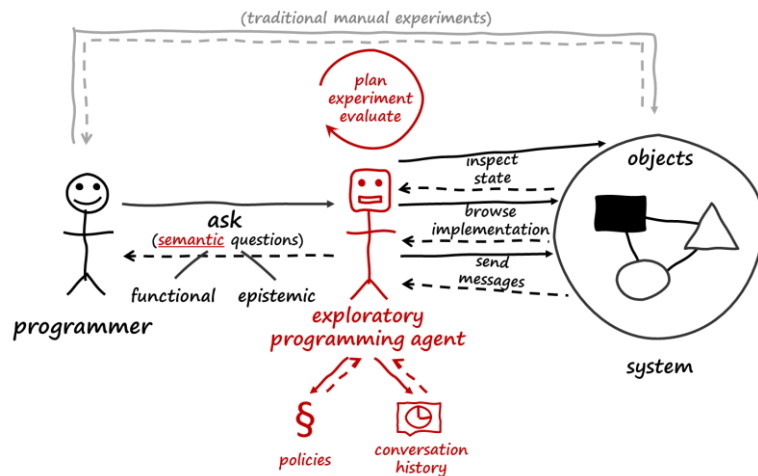 (traditional manual experiments)
plan
experiment
evaluate
objects
inspect
state
browse
implementation
send
messages
ask
(semantic questions)
functional epistemic
programmer
exploratory
programming agent
system
§
policies
conversation
history